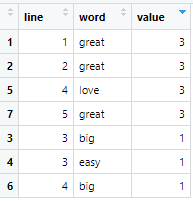 line word value
1 1 great 3
2 2 great 3
5 4 love 3
7 5 great 3
3 3 big 1
4 3 easy 1
6 4 big 1